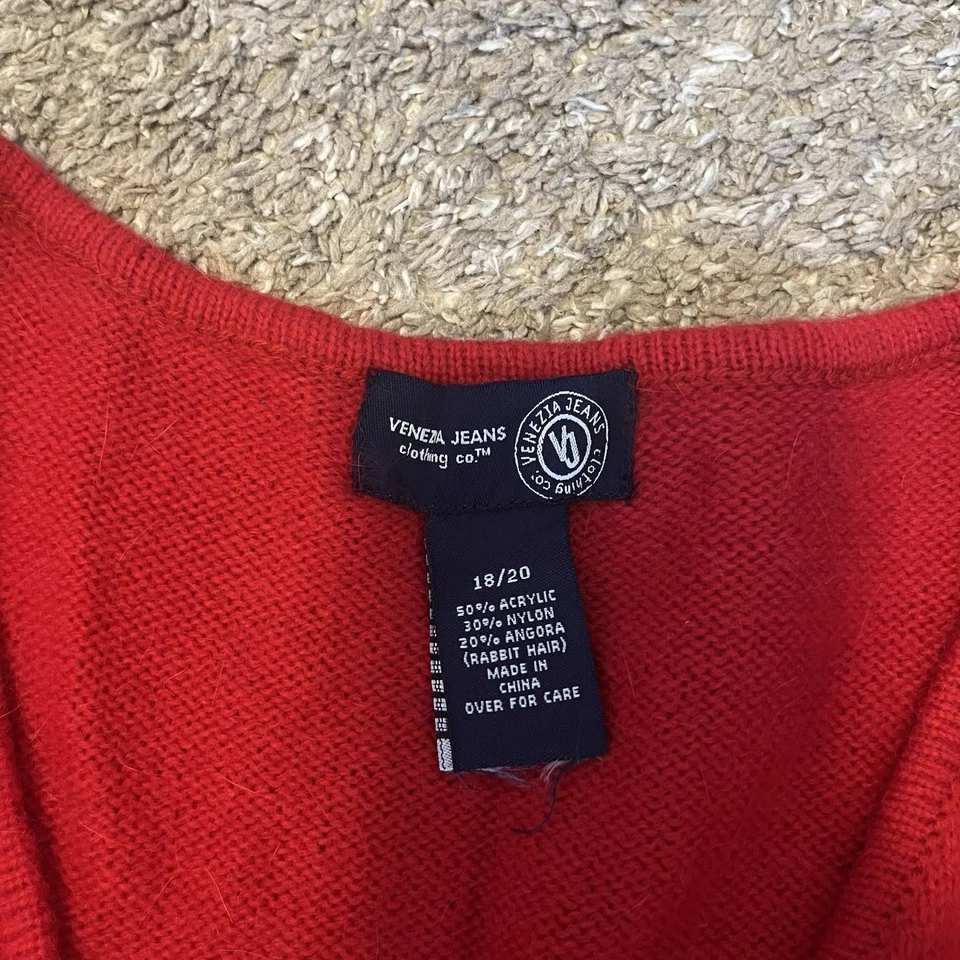 VENEZIA JEANS
clothing co.™
VENEZIA JEANS
clothing co.
VJ
18/20
50% ACRYLIC
30% NYLON
20% ANGORA
(RABBIT HAIR)
MADE IN
CHINA
OVER FOR CARE